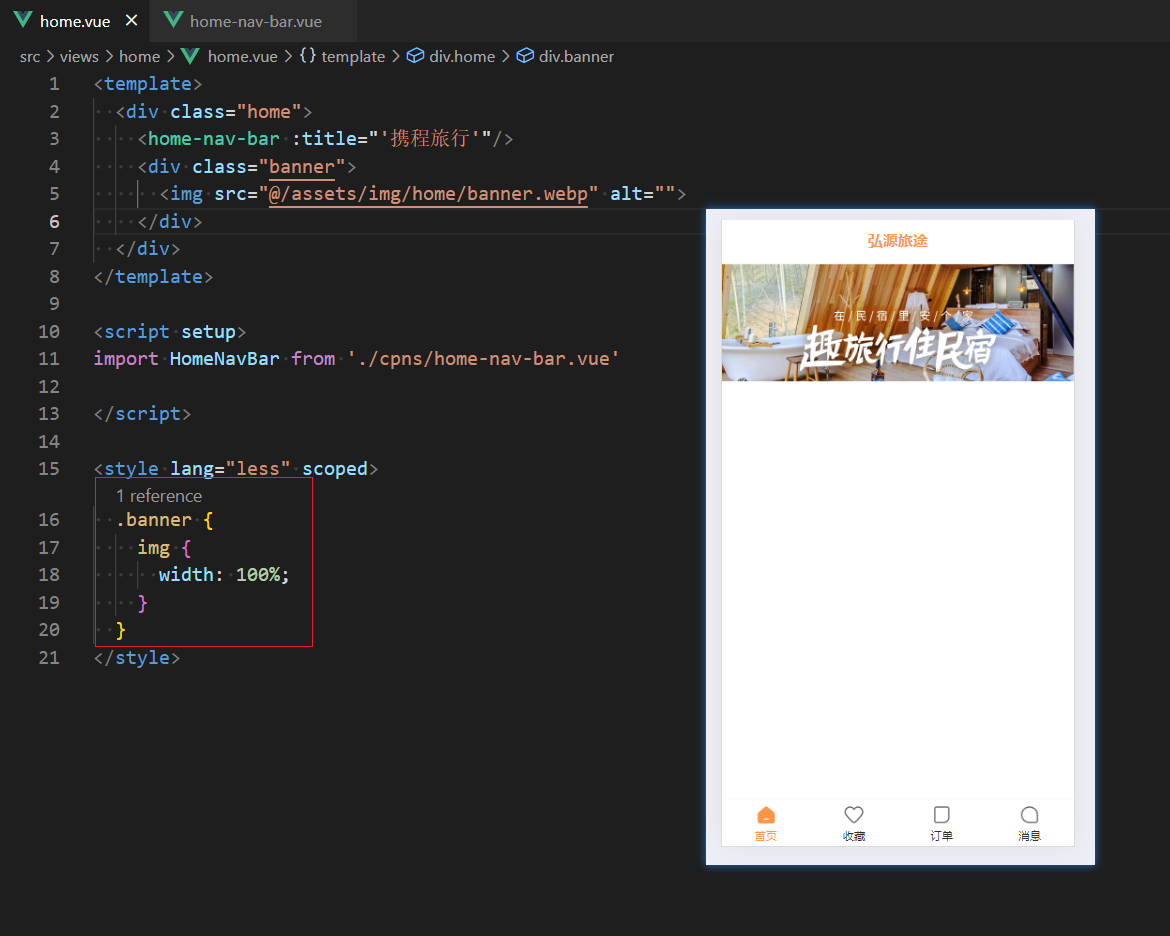 home.vue
home-nav-bar.vue
src > views > home > home.vue > {} template > div.home > div.banner
1 <template>
2 <div class="home">
3 <home-nav-bar :title="'携程旅行'"/>
4 <div class="banner">
5 <img src="@/assets/img/home/banner.webp" alt="">
6 </div>
7 </div>
8 </template>
9
10 <script setup>
11 import HomeNavBar from './cpns/home-nav-bar.vue'
12
13 </script>
14
15 <style lang="less" scoped>
1 reference
16 .banner {
17 img {
18 width: 100%;
19 }
20 }
21 </style>
弘源旅途
在/民/宿/里/安/个/家
趣旅行住民宿
首页
收藏
订单
消息